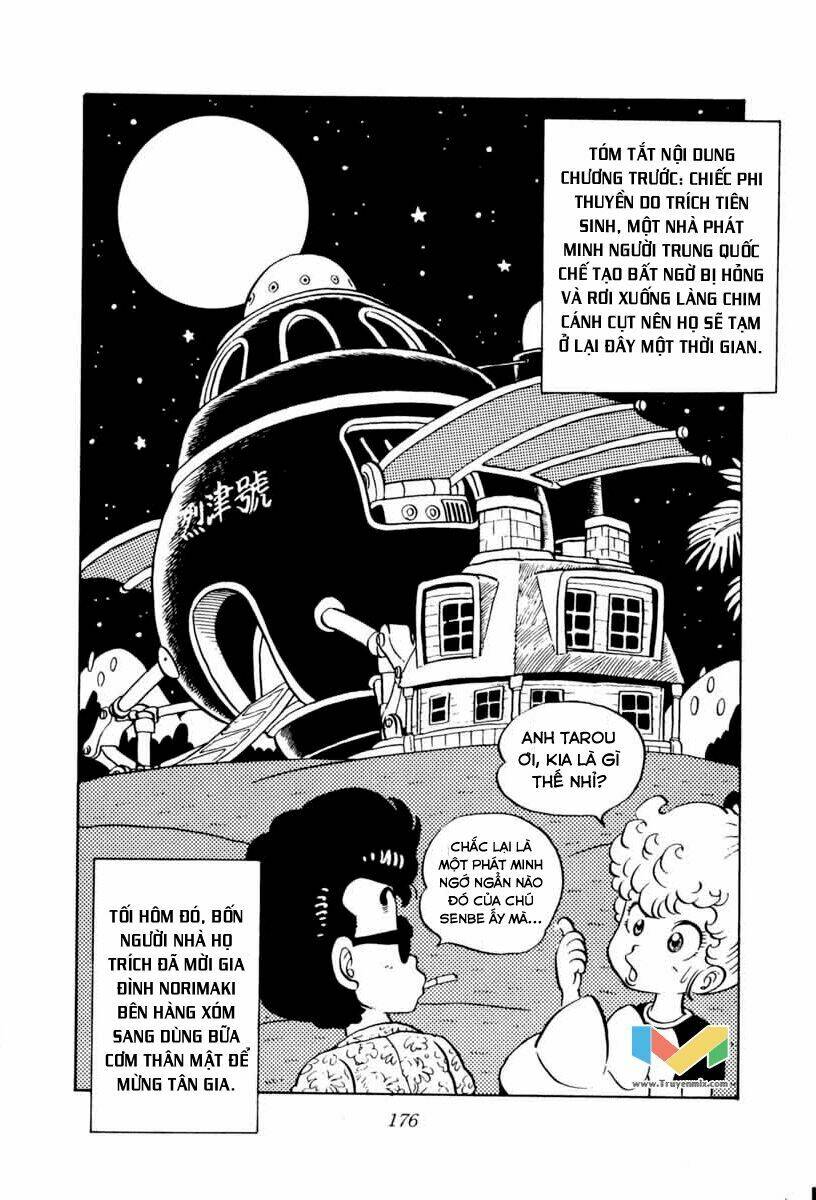 TÓM TẮT NỘI DUNG
CHƯƠNG TRƯỚC: CHIẾC PHI
THUYỀN DO TRÍCH TIÊN
SINH, MỘT NHÀ PHÁT
MINH NGƯỜI TRUNG QUỐC
CHẾ TẠO BẤT NGỜ BỊ HỎNG
VÀ RƠI XUỐNG LÀNG CHIM
CÁNH CỤT NÊN HỌ SẼ TẠM
Ở LẠI ĐÂY MỘT THỜI GIAN.
烈津號
ANH TAROU
ƠI, KIA LÀ GÌ
THẾ NHỈ?
CHẮC LẠI LÀ
MỘT PHÁT MINH
NGỚ NGẨN NÀO
ĐÓ CỦA CHÚ
SENBE ẤY MÀ...
TỐI HÔM ĐÓ, BỐN
NGƯỜI NHÀ HỌ
TRÍCH ĐÃ MỜI GIA
ĐÌNH NORIMAKI
BÊN HÀNG XÓM
SANG DÙNG BỮA
CƠM THÂN MẬT ĐỂ
MỪNG TÂN GIA.
www.Truyenmix.com
176